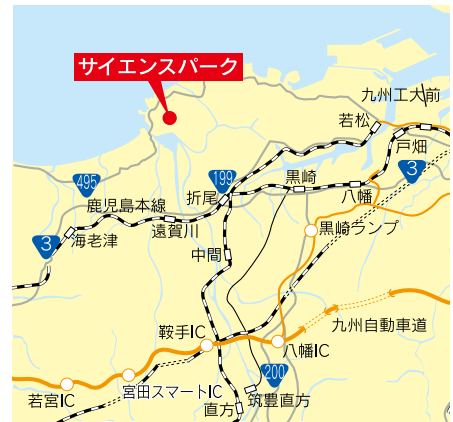 サイエンスパーク
九州工大前
若松
戸畑
3
199
黒崎
495
折尾
八幡
鹿児島本線
遠賀川
3
海老津
黒崎ランプ
中間
鞍手IC
九州自動車道
八幡IC
200
宮田スマートIC
若宮IC
筑豊直方
直方